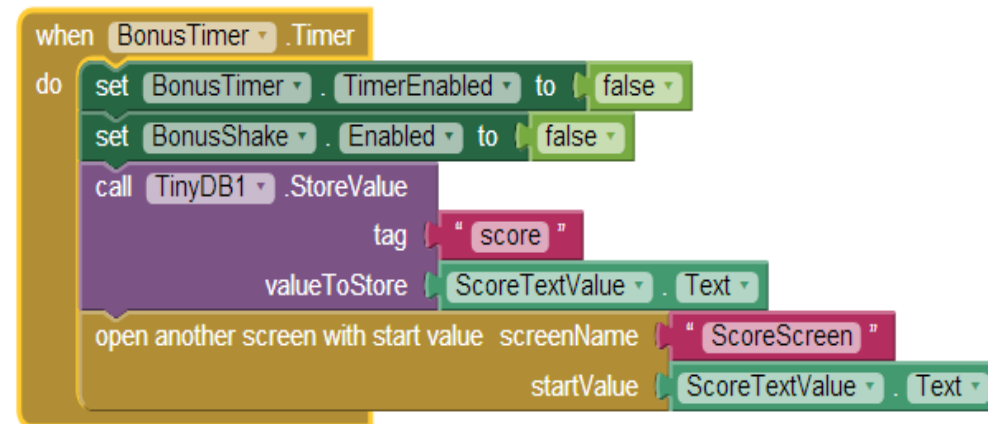 when BonusTimer .Timer
do set BonusTimer . TimerEnabled to false
set BonusShake . Enabled to false
call TinyDB1 .StoreValue
tag " score "
valueToStore ScoreTextValue . Text
open another screen with start value screenName " ScoreScreen "
startValue ScoreTextValue . Text